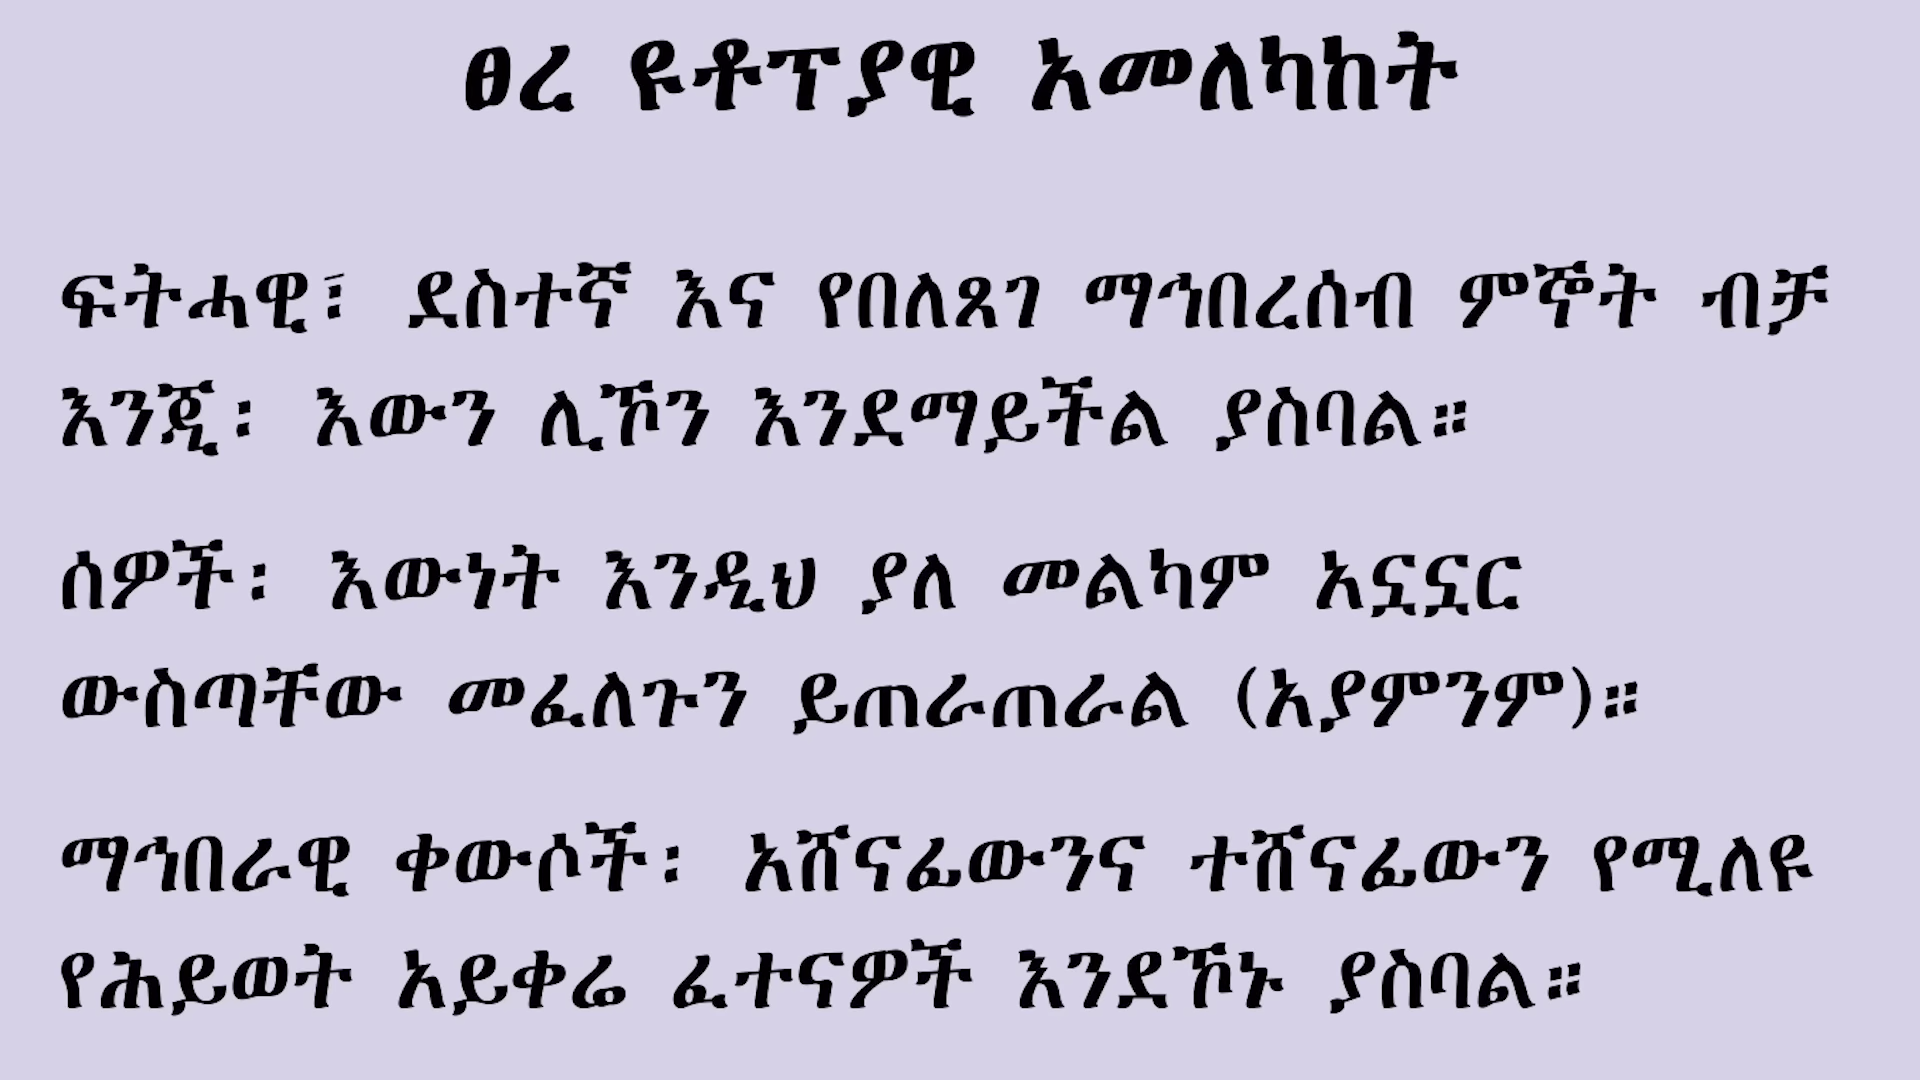 ፀረ ዩቶፕያዊ አመለካከት
ፍትሓዊ፣ ደስተኛ እና የበለጸገ ማኅበረሰብ ምኞት ብቻ
እንጂ፡ እውን ሊኾን እንደማይችል ያስባል።
ሰዎች፡ እውነት እንዲህ ያለ መልካም አኗኗር
ውስጣቸው መፈለጉን ይጠራጠራል (አያምንም)።
ማኅበራዊ ቀውሶች፡ አሸናፊውንና ተሸናፊውን የሚለዩ
የሕይወት አይቀሬ ፈተናዎች እንደኾኑ ያስባል።